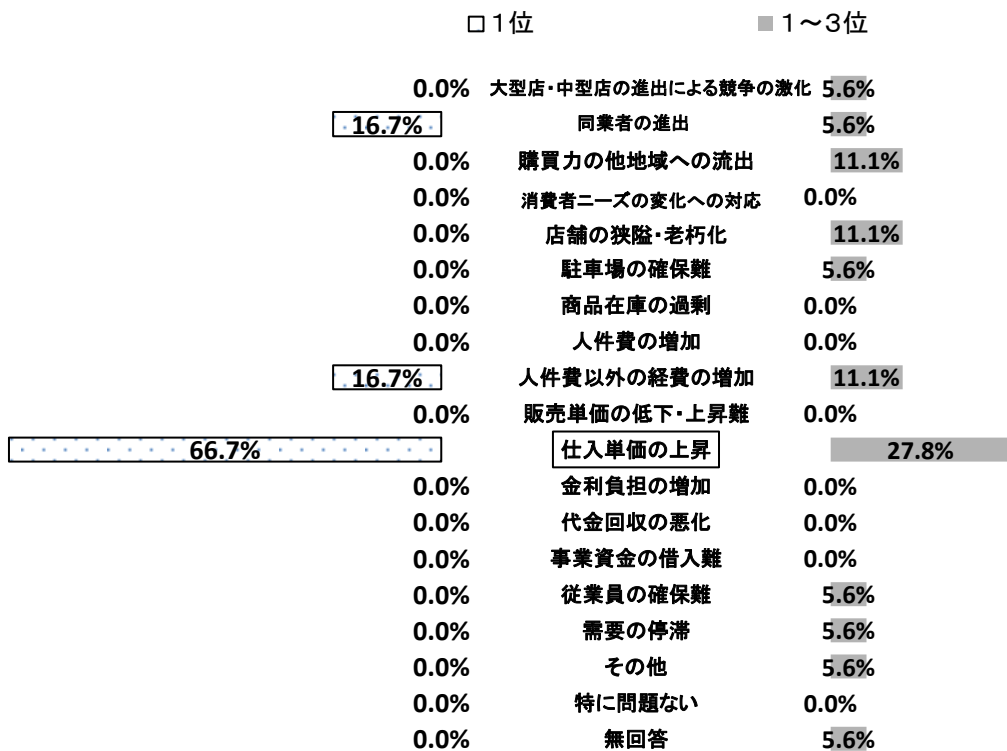 □1位 ■1～3位
0.0% 大型店・中型店の進出による競争の激化 5.6%
16.7% 同業者の進出 5.6%
0.0% 購買力の他地域への流出 11.1%
0.0% 消費者ニーズの変化への対応 0.0%
0.0% 店舗の狭隘・老朽化 11.1%
0.0% 駐車場の確保難 5.6%
0.0% 商品在庫の過剰 0.0%
0.0% 人件費の増加 0.0%
16.7% 人件費以外の経費の増加 11.1%
0.0% 販売単価の低下・上昇難 0.0%
66.7% 仕入単価の上昇 27.8%
0.0% 金利負担の増加 0.0%
0.0% 代金回収の悪化 0.0%
0.0% 事業資金の借入難 0.0%
0.0% 従業員の確保難 5.6%
0.0% 需要の停滞 5.6%
0.0% その他 5.6%
0.0% 特に問題ない 0.0%
0.0% 無回答 5.6%